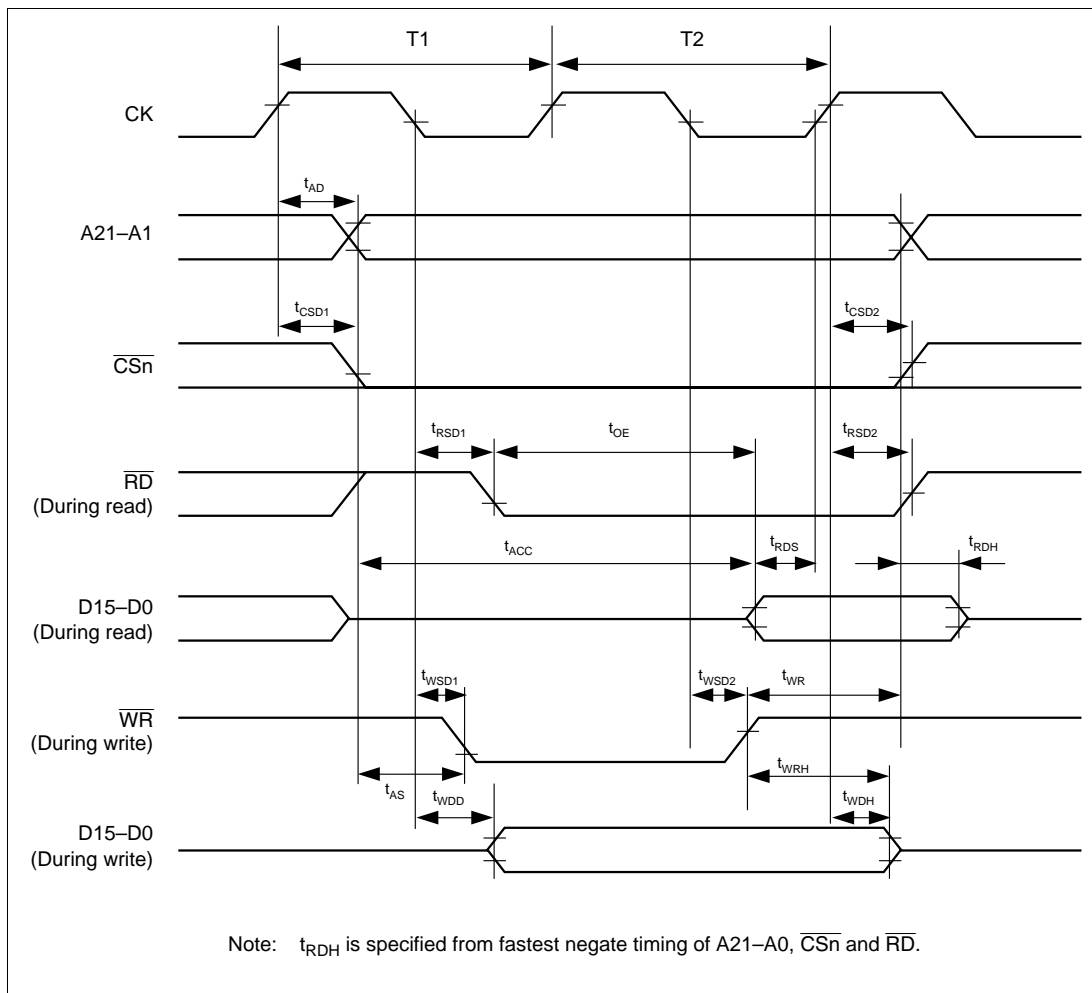 T1 T2
CK
tAD
A21–A1
tCSD1 tCSD2
CSn
tRSD1 tOE tRSD2
RD
(During read)
tACC tRDS tRDH
D15–D0
(During read)
tWSD1 tWSD2 tWR
WR
(During write)
tAS tWDD tWRH tWDH
D15–D0
(During write)
Note: tRDH is specified from fastest negate timing of A21–A0, CSn and RD.